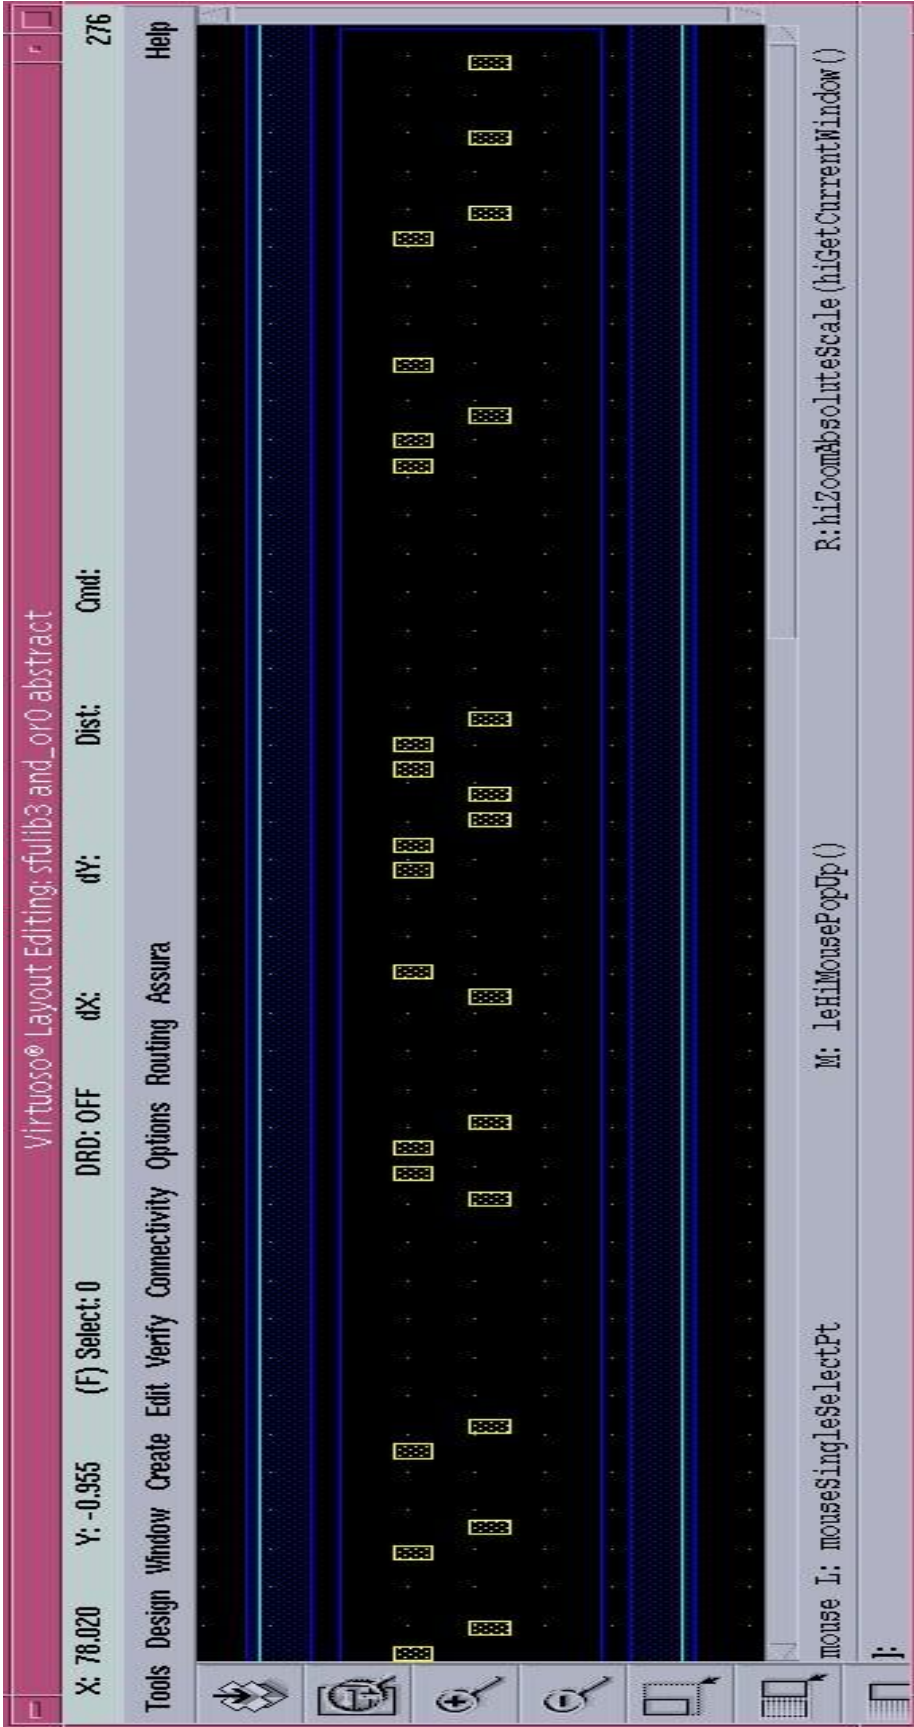 Virtuoso® Layout Editing: sfulib3 and_or0 abstract
X: 78.020 Y: -0.955 (F) Select: 0 DRD: OFF dX: dY: Dist: Cmd: 276
Tools Design Window Create Edit Verify Connectivity Options Routing Assura Help
mouse L: mouseSingleSelectPt M: leHiMousePopUp() R:hiZoomAbsoluteScale(hiGetCurrentWindow()